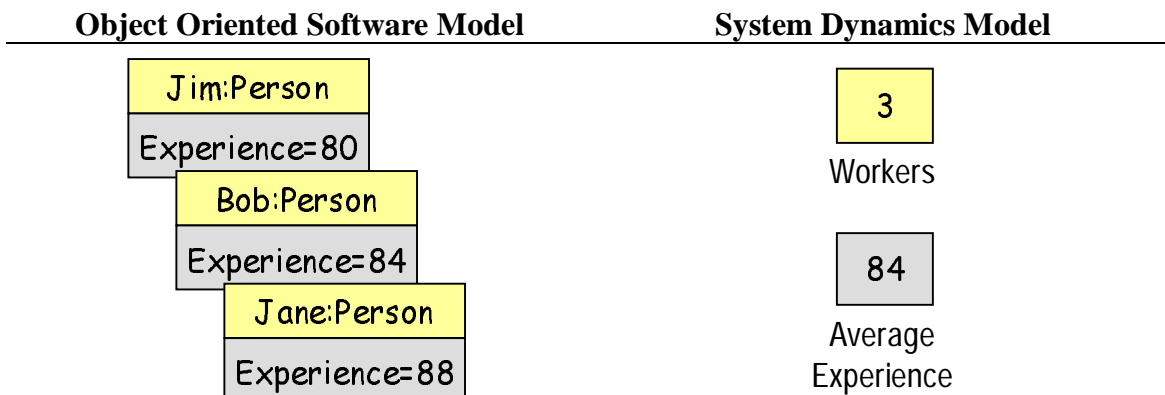 Object Oriented Software Model
System Dynamics Model
Jim:Person
Experience=80
Bob:Person
Experience=84
Jane:Person
Experience=88
3
Workers
84
Average
Experience